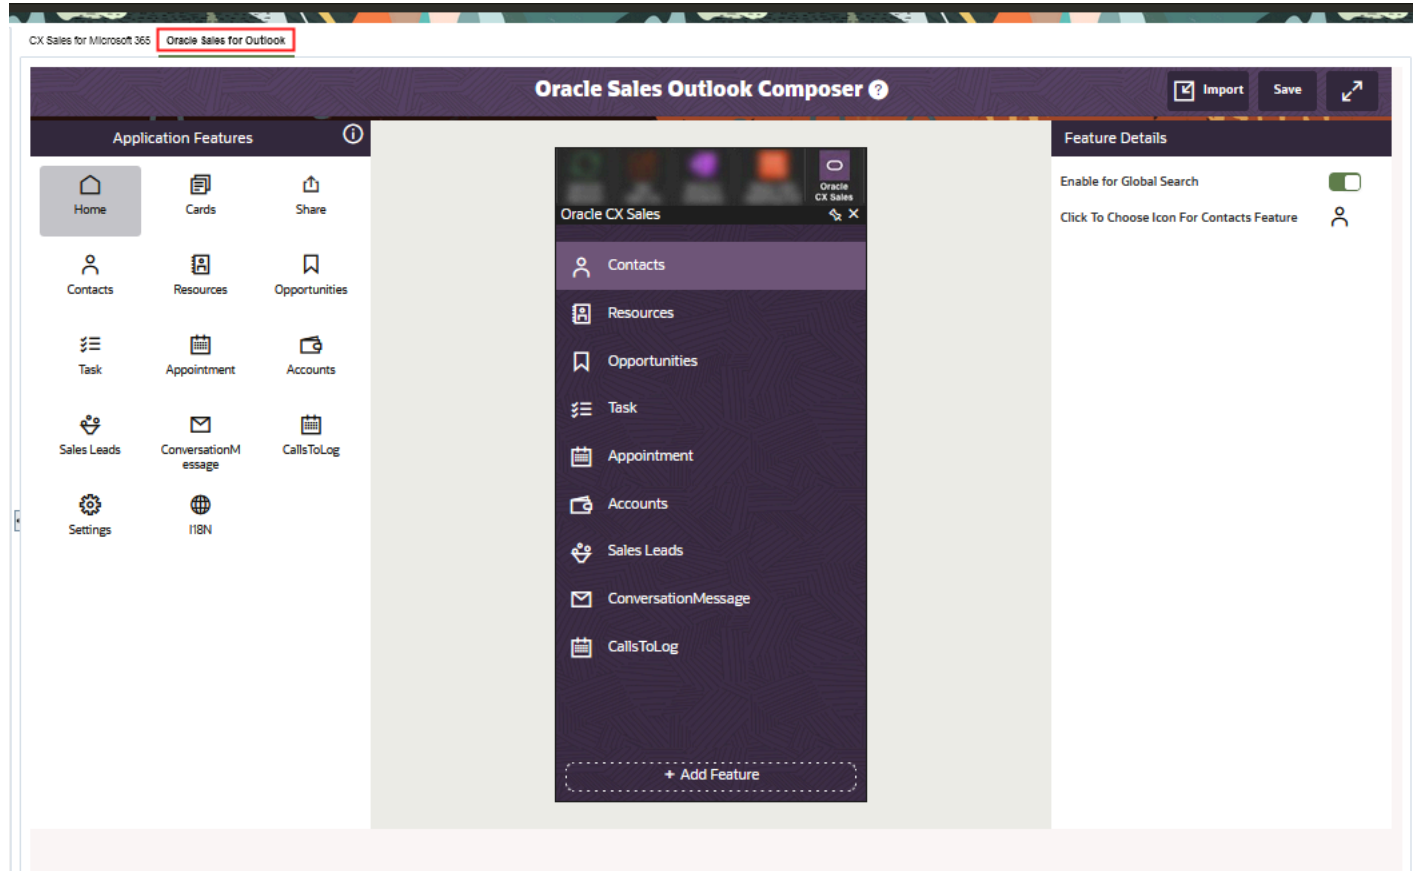 CX Sales for Microsoft 365 Oracle Sales for Outlook
Oracle Sales Outlook Composer ?
Import Save
Application Features
Feature Details
Home Cards Share
Contacts Resources Opportunities
Task Appointment Accounts
Sales Leads ConversationM CallsToLog
essage
Settings I18N
Oracle
CX Sales
Oracle CX Sales
Contacts
Resources
Opportunities
Task
Appointment
Accounts
Sales Leads
ConversationMessage
CallsToLog
+ Add Feature
Enable for Global Search
Click To Choose Icon For Contacts Feature